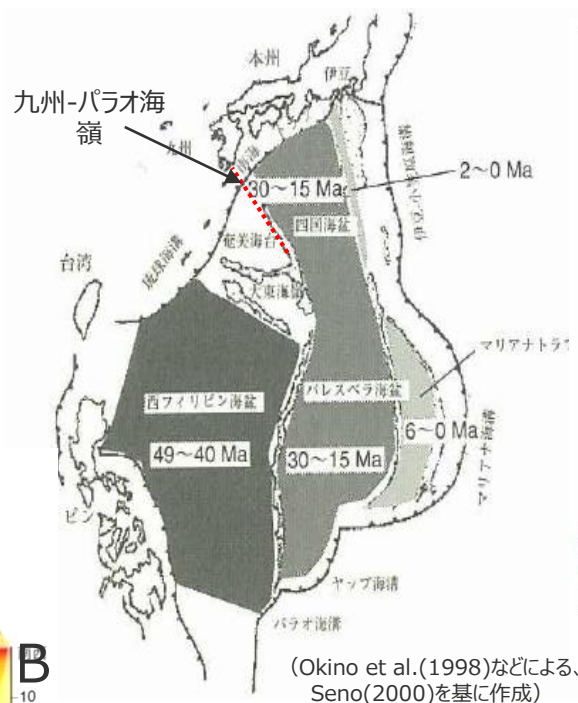 本州
伊豆
九州-パラオ海
嶺
九州
南海
30～15 Ma
2～0 Ma
四国海盆
奄美海台
台湾
琉球海溝
大東海嶺
マリアナトラフ
西フィリピン海盆
パレスベラ海盆
49～40 Ma
30～15 Ma
6～0 Ma
マリアナ海溝
ピン
ヤップ海溝
パラオ海溝
B
10
（Okino et al.(1998)などによる、
Seno(2000)を基に作成）